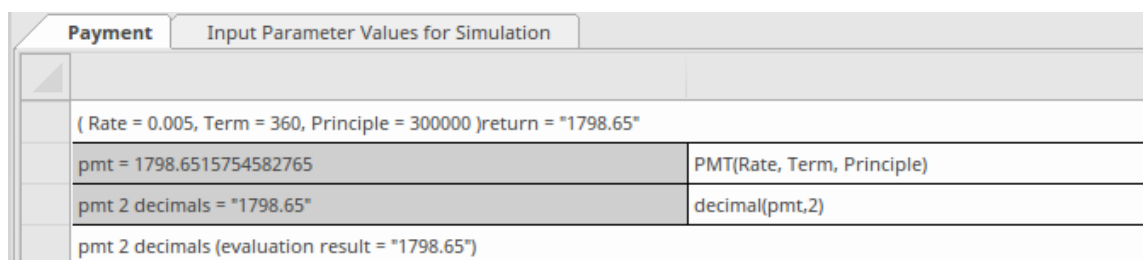 Payment Input Parameter Values for Simulation
( Rate = 0.005, Term = 360, Principle = 300000 )return = "1798.65"
pmt = 1798.6515754582765 PMT(Rate, Term, Principle)
pmt 2 decimals = "1798.65" decimal(pmt,2)
pmt 2 decimals (evaluation result = "1798.65")